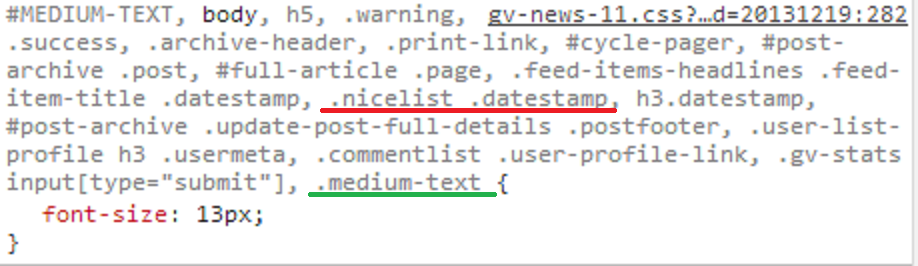 #MEDIUM-TEXT, body, h5, .warning, gv-news-11.css?…d=20131219:282
.success, .archive-header, .print-link, #cycle-pager, #post-
archive .post, #full-article .page, .feed-items-headlines .feed-
item-title .datestamp, .nicelist .datestamp, h3.datestamp,
#post-archive .update-post-full-details .postfooter, .user-list-
profile h3 .usermeta, .commentlist .user-profile-link, .gv-stats
input[type="submit"], .medium-text {
font-size: 13px;
}